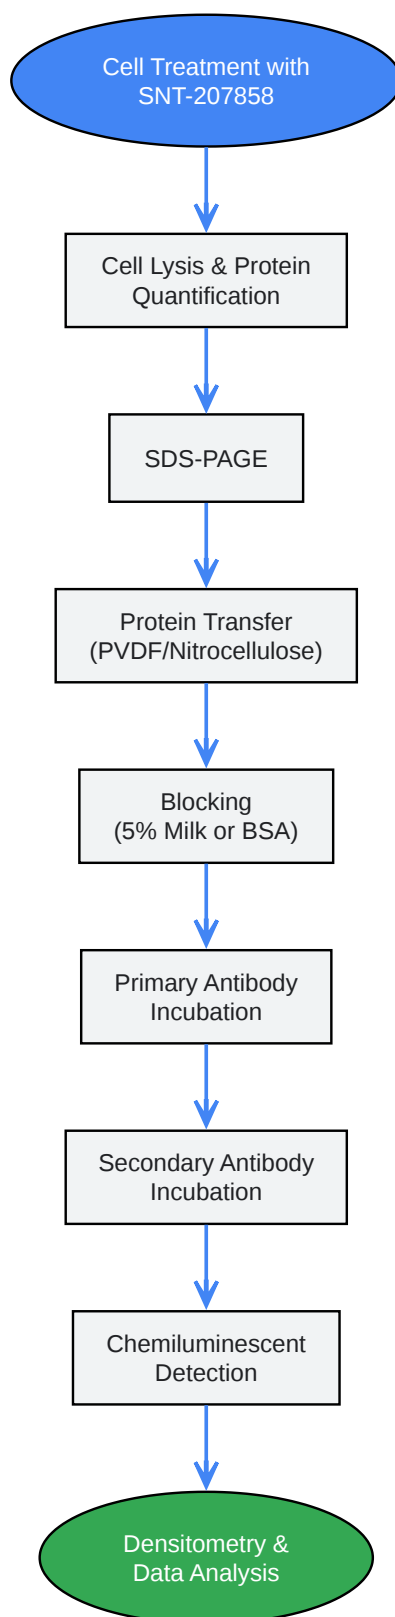 Cell Treatment with
SNT-207858
Cell Lysis & Protein
Quantification
SDS-PAGE
Protein Transfer
(PVDF/Nitrocellulose)
Blocking
(5% Milk or BSA)
Primary Antibody
Incubation
Secondary Antibody
Incubation
Chemiluminescent
Detection
Densitometry &
Data Analysis